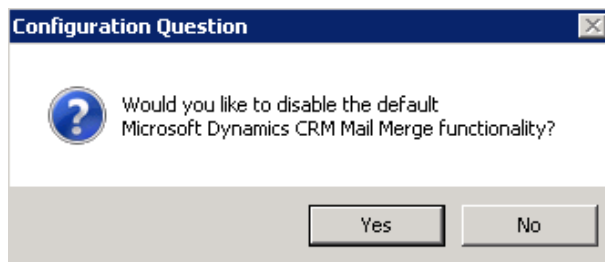 Configuration Question
Would you like to disable the default
Microsoft Dynamics CRM Mail Merge functionality?
Yes No